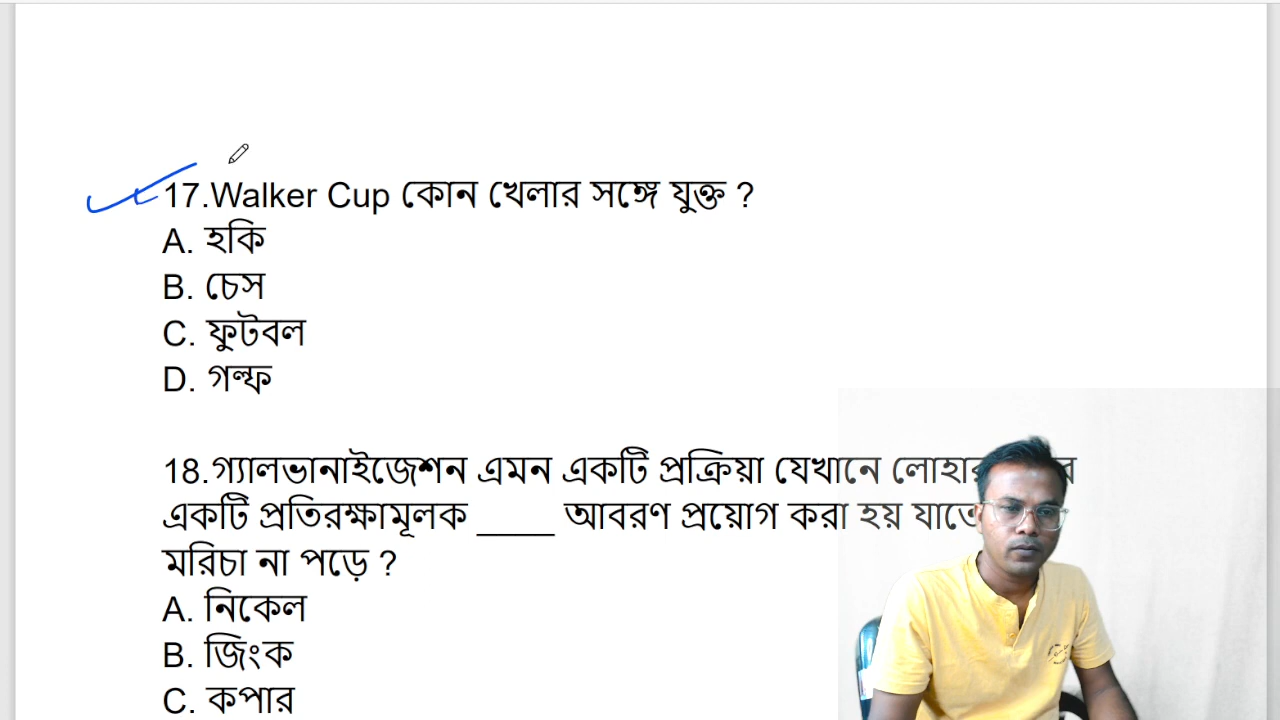 17.Walker Cup কোন খেলার সঙ্গে যুক্ত ?
A. হকি
B. চেস
C. ফুটবল
D. গল্ফ
18.গ্যালভানাইজেশন এমন একটি প্রক্রিয়া যেখানে
একটি প্রতিরক্ষামূলক ____ আবরণ প্রয়োগ করা হয় যাতে
মরিচা না পড়ে ?
A. নিকেল
B. জিংক
C. কপার